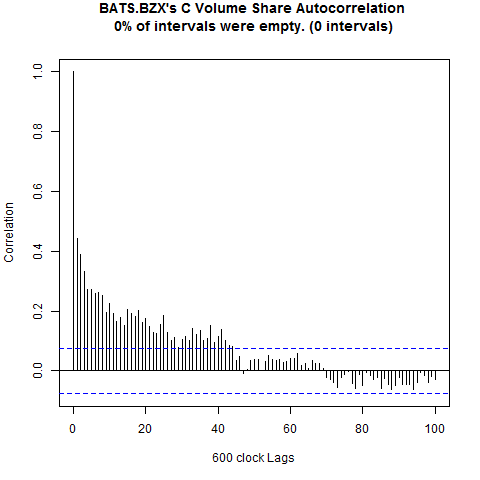 BATS.BZX's C Volume Share Autocorrelation
0% of intervals were empty. (0 intervals)
Correlation
1.0
0.8
0.6
0.4
0.2
0.0
0 20 40 60 80 100
600 clock Lags